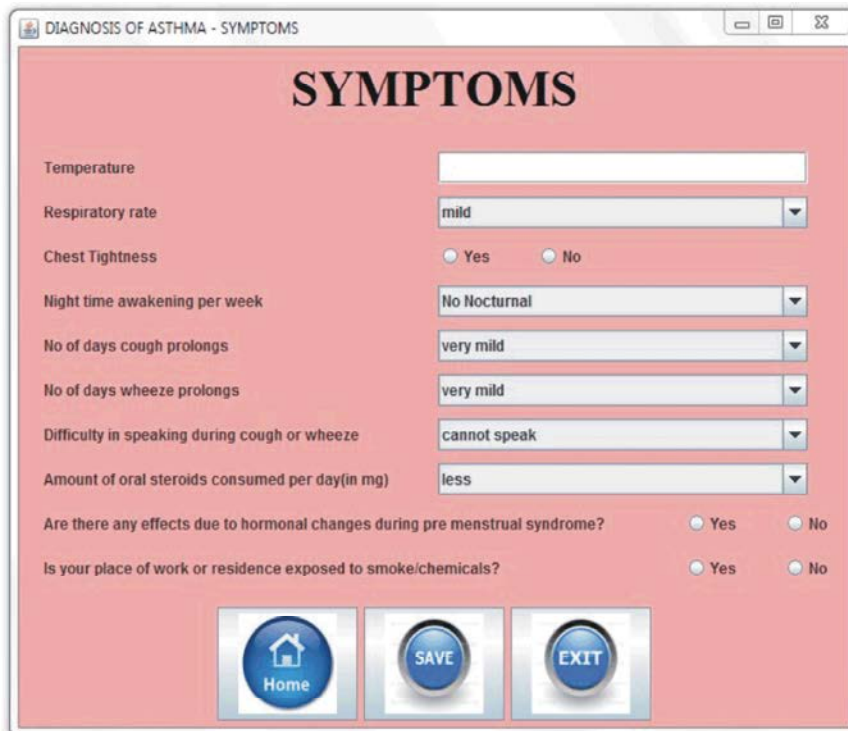 DIAGNOSIS OF ASTHMA - SYMPTOMS
SYMPTOMS
Temperature
Respiratory rate mild
Chest Tightness Yes No
Night time awakening per week No Nocturnal
No of days cough prolongs very mild
No of days wheeze prolongs very mild
Difficulty in speaking during cough or wheeze cannot speak
Amount of oral steroids consumed per day(in mg) less
Are there any effects due to hormonal changes during pre menstrual syndrome? Yes No
Is your place of work or residence exposed to smoke/chemicals? Yes No
Home SAVE EXIT